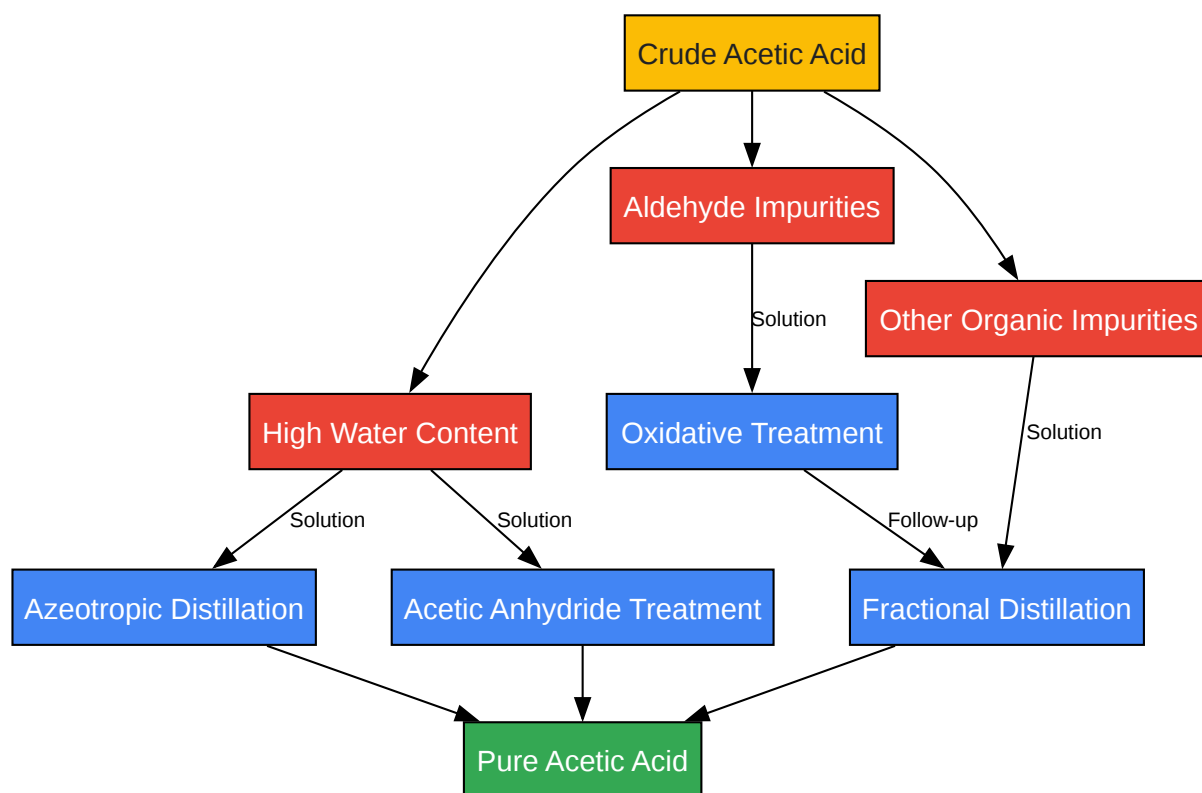 Crude Acetic Acid
Aldehyde Impurities
Other Organic Impurities
Solution
High Water Content
Oxidative Treatment
Solution
Solution
Solution
Follow-up
Azeotropic Distillation
Acetic Anhydride Treatment
Fractional Distillation
Pure Acetic Acid